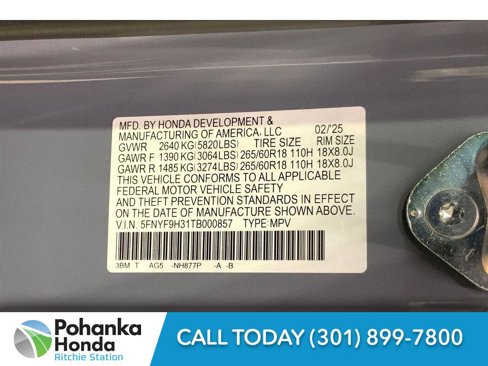 MFD. BY HONDA DEVELOPMENT &
MANUFACTURING OF AMERICA, LLC 02/'25
GVWR 2640 KG(5820LBS) TIRE SIZE RIM SIZE
GAWR F 1390 KG(3064LBS) 265/60R18 110H 18X8.0J
GAWR R 1485 KG(3274LBS) 265/60R18 110H 18X8.0J
THIS VEHICLE CONFORMS TO ALL APPLICABLE
FEDERAL MOTOR VEHICLE SAFETY
AND THEFT PREVENTION STANDARDS IN EFFECT
ON THE DATE OF MANUFACTURE SHOWN ABOVE.
V.I.N. 5FNYF9H31TB000857 TYPE: MPV
3BM T AG5 -NH877P -A -B
Pohanka
Honda
Ritchie Station
CALL TODAY (301) 899-7800